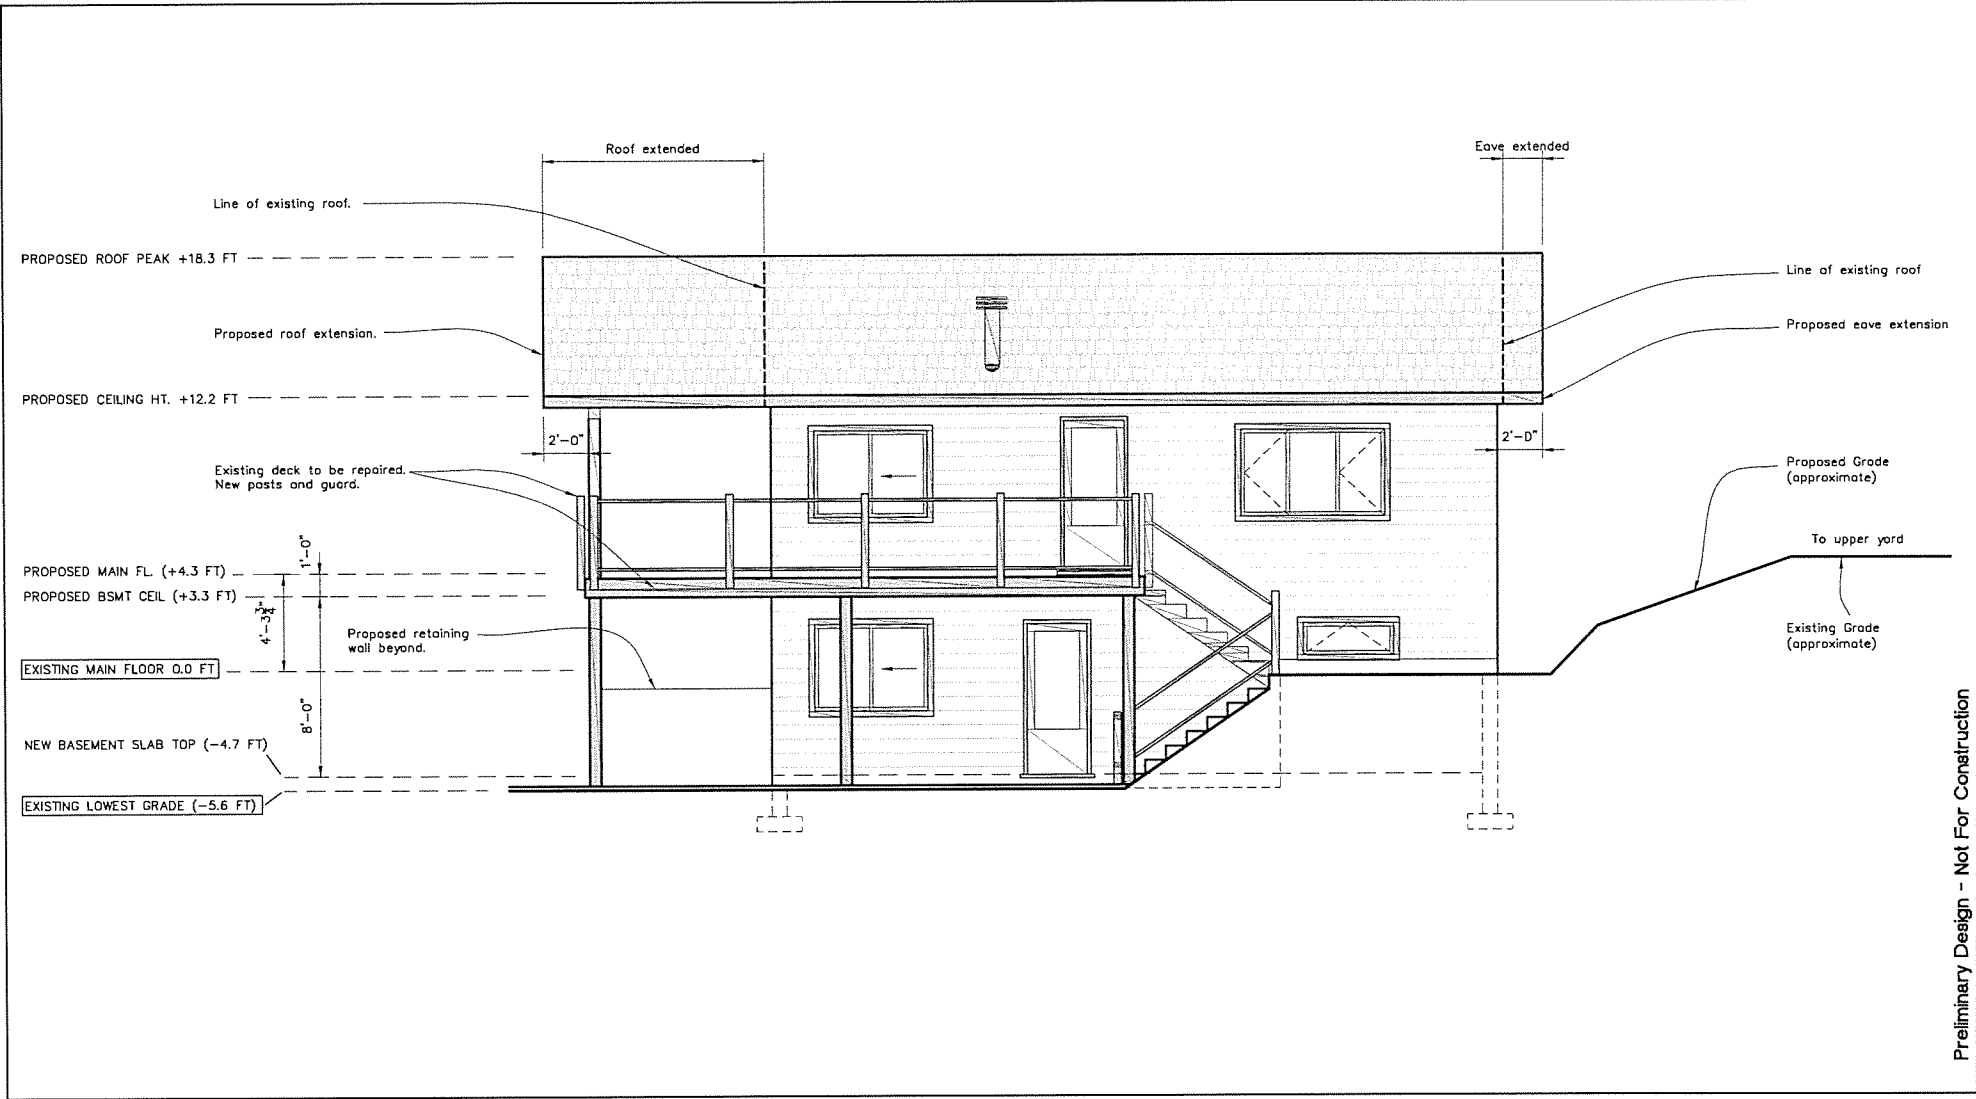 Roof extended
Eave extended
Line of existing roof.
PROPOSED ROOF PEAK +18.3 FT
Line of existing roof
Proposed roof extension.
Proposed eave extension
PROPOSED CEILING HT. +12.2 FT
2'-0"
2'-0"
Existing deck to be repaired.
New posts and guard.
Proposed Grade
(approximate)
To upper yard
1'-0"
PROPOSED MAIN FL. (+4.3 FT)
PROPOSED BSMT CEIL (+3.3 FT)
4'-3¾"
Proposed retaining
wall beyond.
Existing Grade
(approximate)
EXISTING MAIN FLOOR 0.0 FT
8'-0"
NEW BASEMENT SLAB TOP (-4.7 FT)
EXISTING LOWEST GRADE (-5.6 FT)
Preliminary Design - Not For Construction